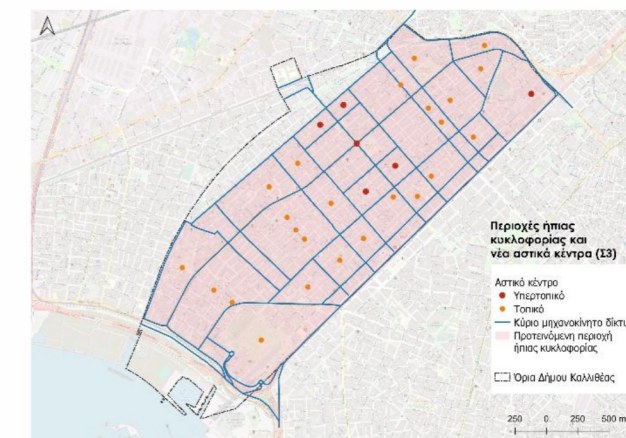 Περιοχές ήπιας
κυκλοφορίας και
νέα αστικά κέντρα (Σ3)
Αστικό κέντρο
Υπερτοπικό
Τοπικό
Κύριο μηχανοκίνητο δίκτυ
Προτεινόμενη περιοχή
ήπιας κυκλοφορίας
Όρια Δήμου Καλλιθέας
250 0 250 500 m